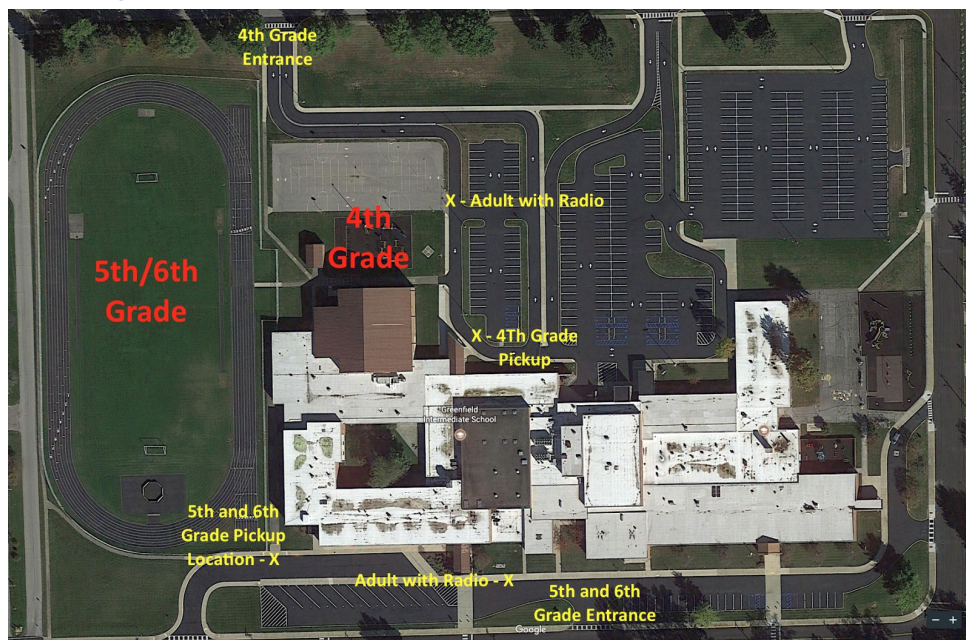 4th Grade
Entrance
X - Adult with Radio
4th
Grade
5th/6th
Grade
X - 4Th Grade
Pickup
Greenfield
Intermediate School
5th and 6th
Grade Pickup
Location - X
Adult with Radio - X
5th and 6th
Grade Entrance
Google
- +